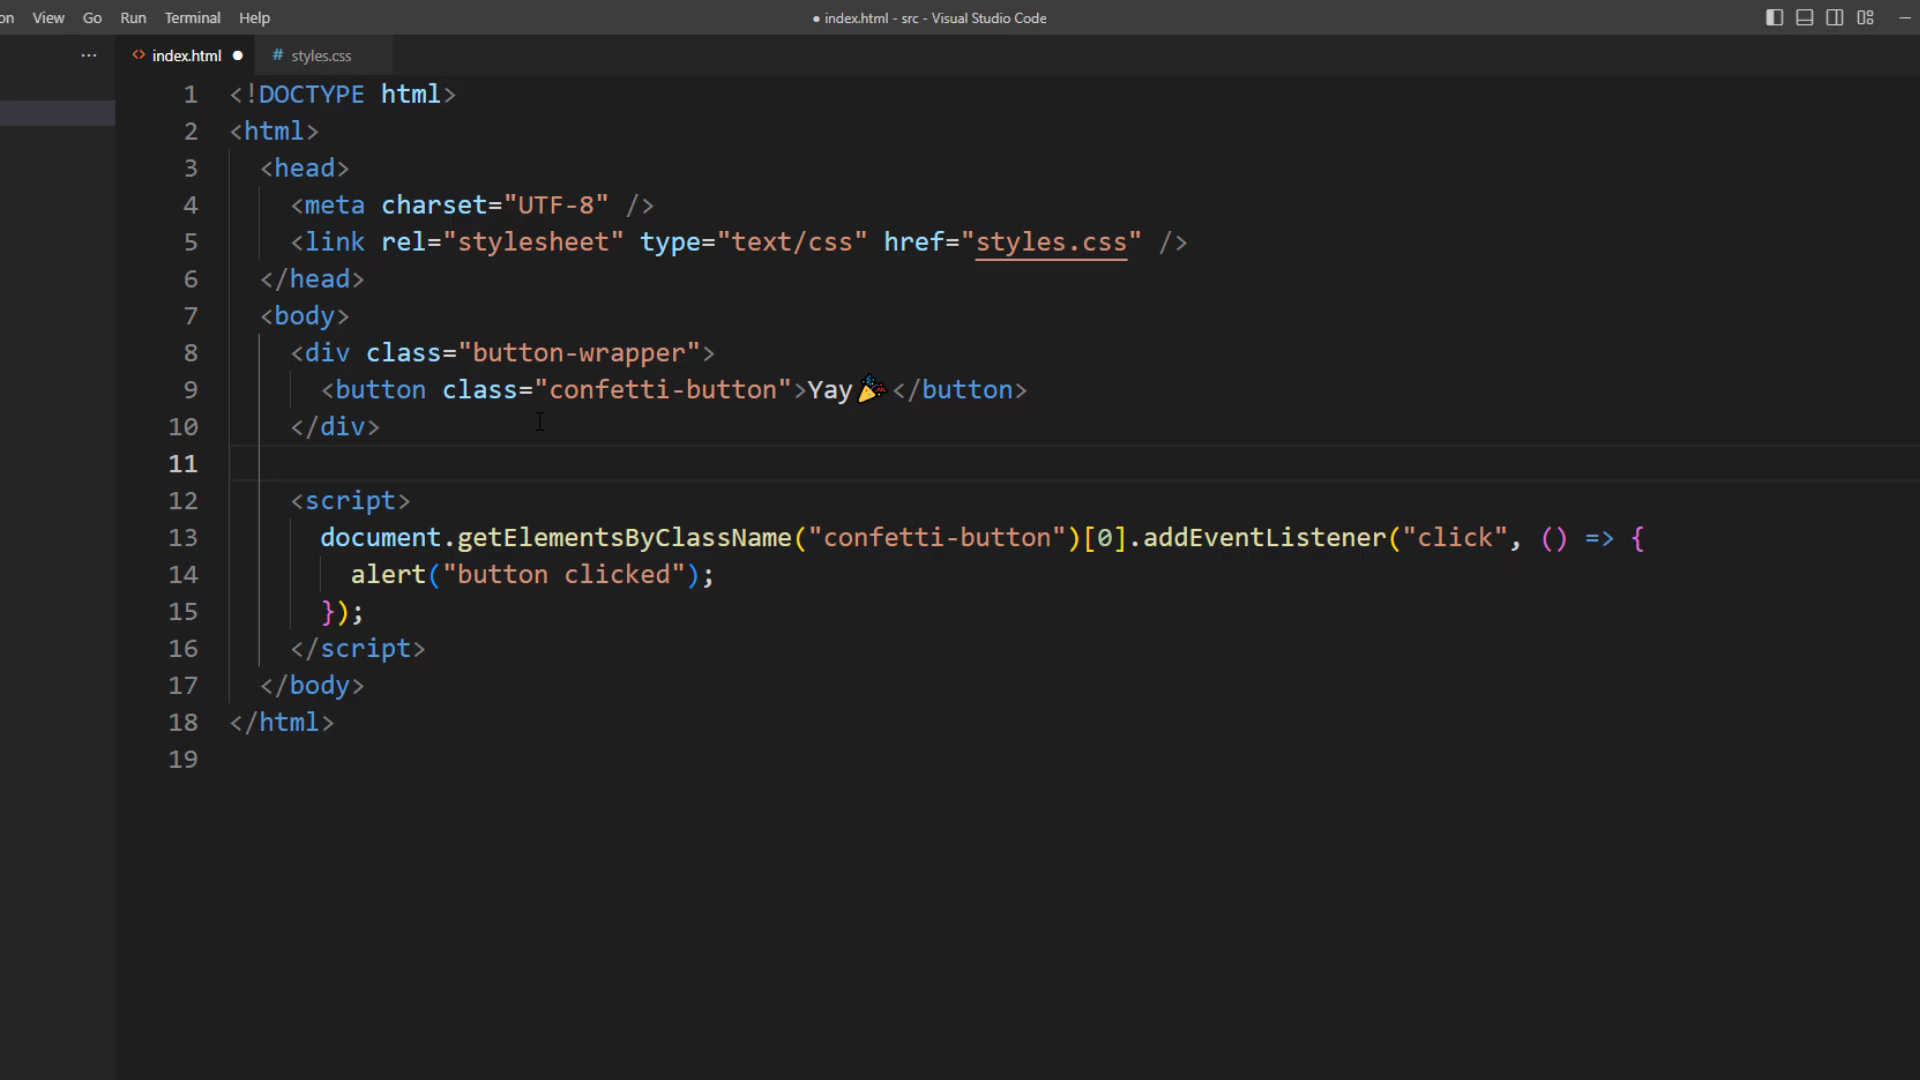 on View Go Run Terminal Help ● index.html - src - Visual Studio Code
··· <> index.html ● # styles.css
1 <!DOCTYPE html>
2 <html>
3 <head>
4 <meta charset="UTF-8" />
5 <link rel="stylesheet" type="text/css" href="styles.css" />
6 </head>
7 <body>
8 <div class="button-wrapper">
9 <button class="confetti-button">Yay🎉</button>
10 </div>
11
12 <script>
13 document.getElementsByClassName("confetti-button")[0].addEventListener("click", () => {
14 alert("button clicked");
15 });
16 </script>
17 </body>
18 </html>
19